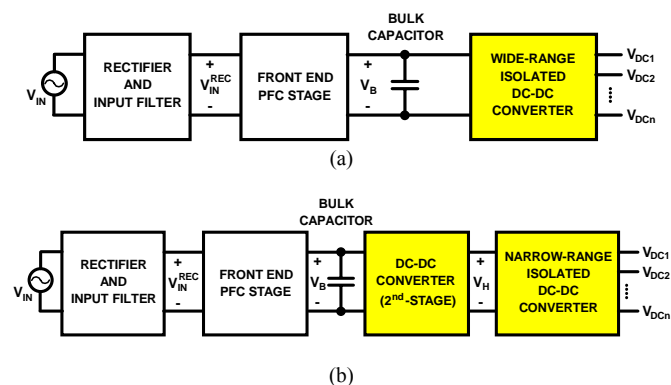 BULK
CAPACITOR
V_IN
RECTIFIER
AND
INPUT FILTER
+
V_IN^REC
-
FRONT END
PFC STAGE
+
V_B
-
WIDE-RANGE
ISOLATED
DC-DC
CONVERTER
V_DC1
V_DC2
V_DCn
(a)
BULK
CAPACITOR
V_IN
RECTIFIER
AND
INPUT FILTER
+
V_IN^REC
-
FRONT END
PFC STAGE
+
V_B
-
DC-DC
CONVERTER
(2nd-STAGE)
+
V_H
-
NARROW-RANGE
ISOLATED
DC-DC
CONVERTER
V_DC1
V_DC2
V_DCn
(b)